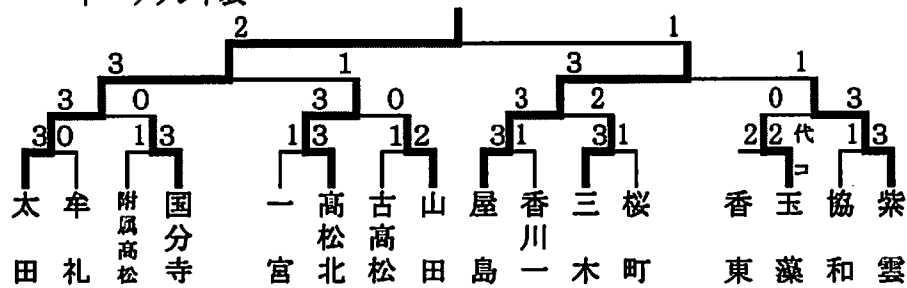 2 1
3 1 3 1
3 0 3 0 3 2 0 3
3 0 1 3 1 3 1 2 3 1 3 1 2 2 代コ 1 3
太田 牟礼 附属高松 国分寺 一宮 高松北 古高松 山田 屋島 香川一 三木 桜町 香東 玉藻 協和 紫雲